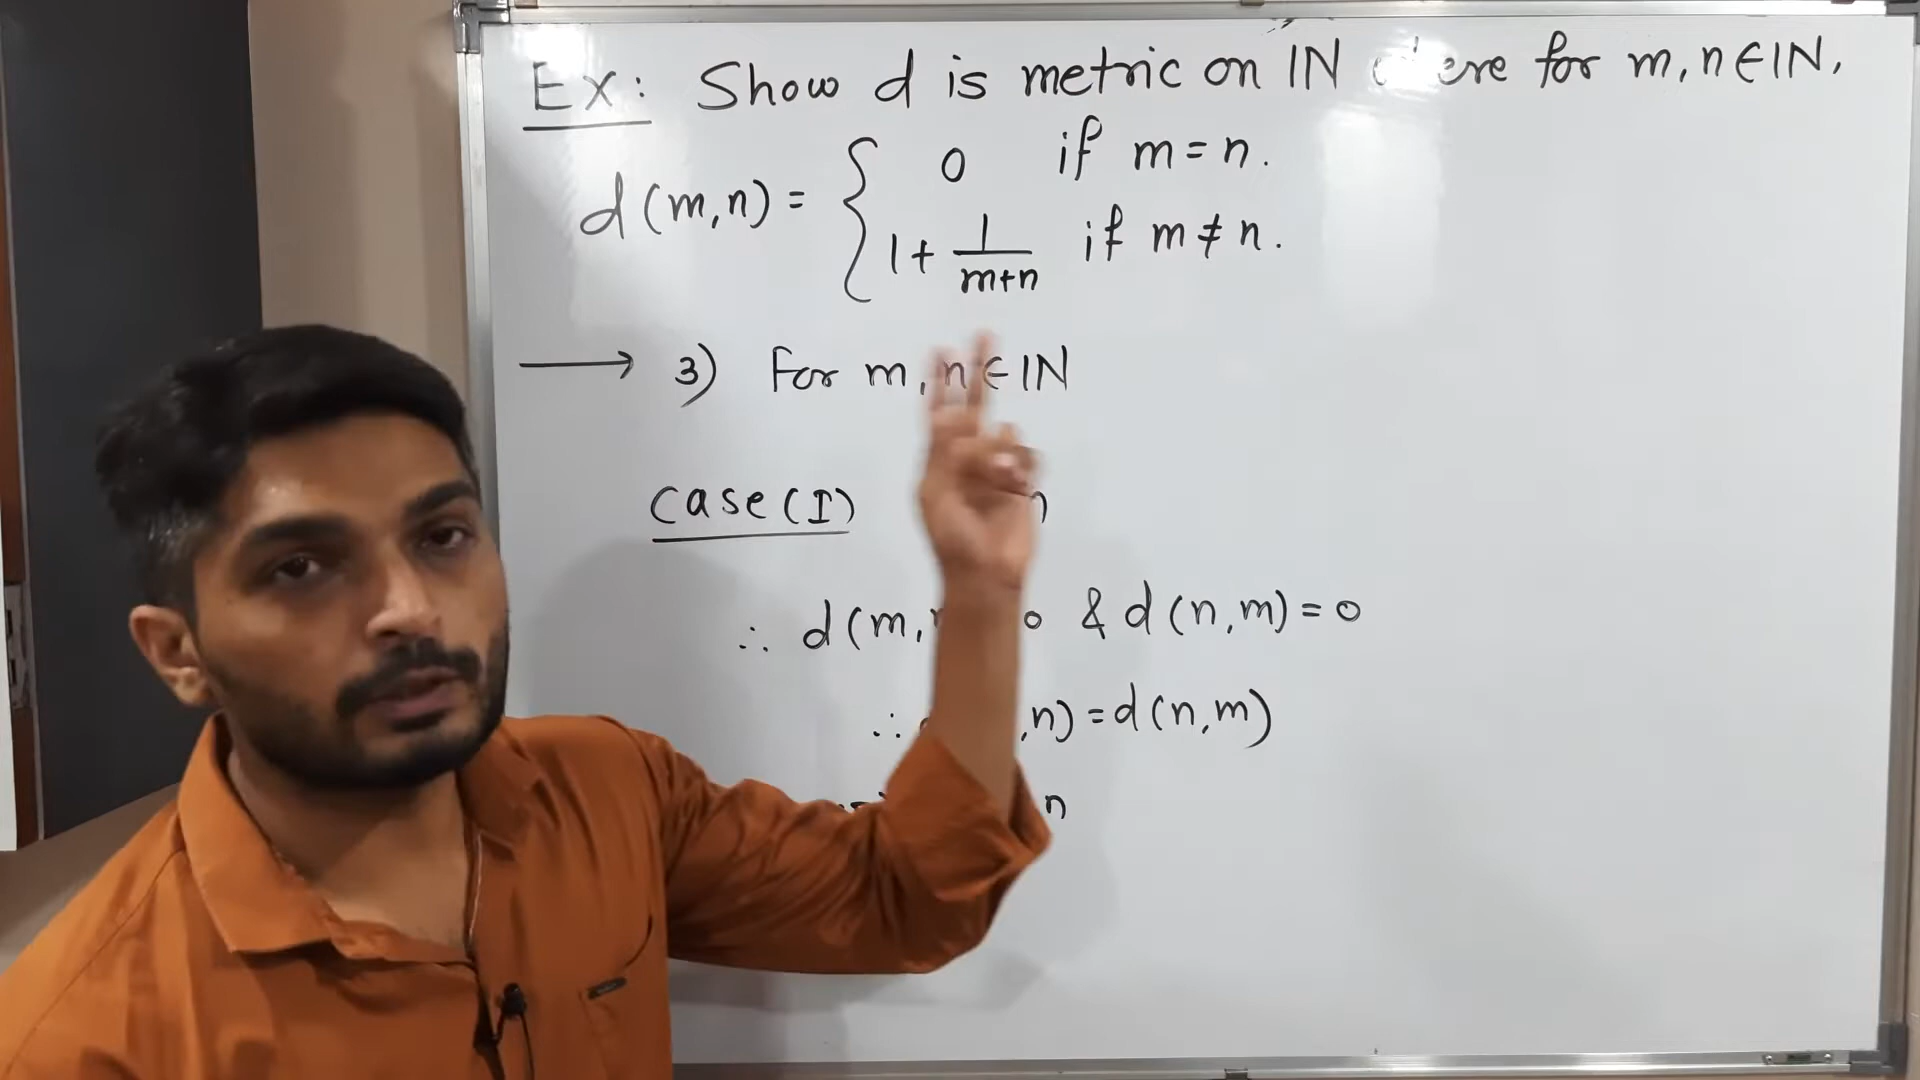 Ex: Show d is metric on IN for m, n ∈ IN,
d(m,n) = { 0 if m = n.
1 + 1/(m+n) if m ≠ n.
⟶ 3) For m, n ∈ IN
Case (I) n
∴ d(m, 0 & d(n,m) = 0
∴ ,n) = d(n,m)
n